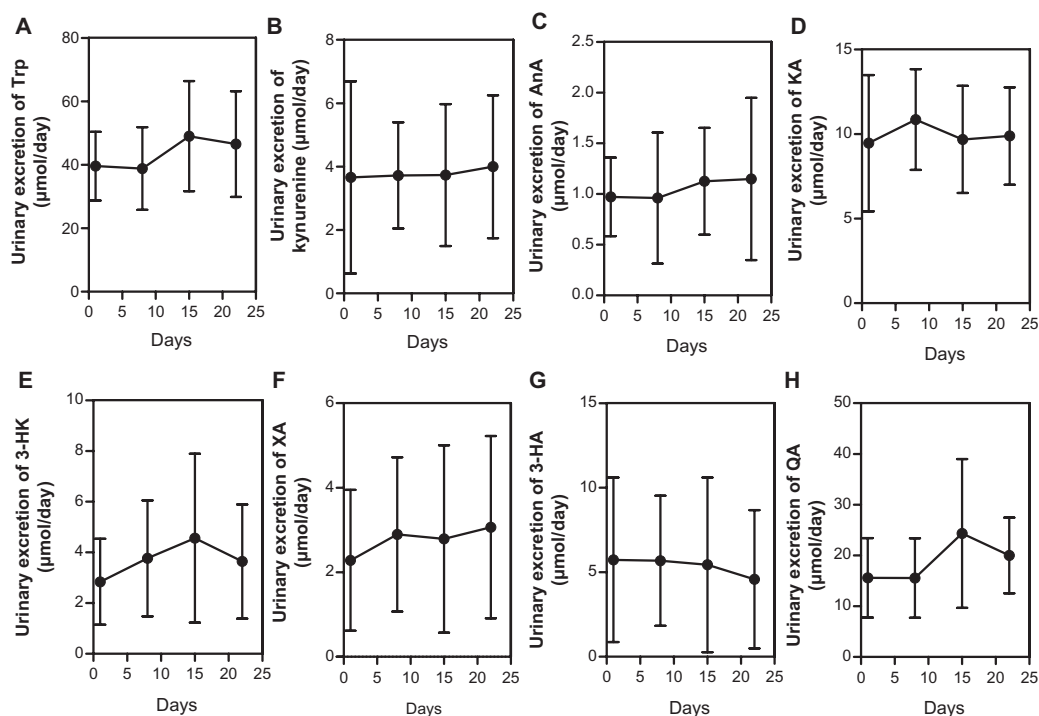 A
Urinary excretion of Trp
(µmol/day)
80
60
40
20
0
0 5 10 15 20 25
Days
B
Urinary excretion of
kynurenine (µmol/day)
8
6
4
2
0
0 5 10 15 20 25
Days
C
Urinary excretion of AnA
(µmol/day)
2.5
2.0
1.5
1.0
0.5
0.0
0 5 10 15 20 25
Days
D
Urinary excretion of KA
(µmol/day)
15
10
5
0
0 5 10 15 20 25
Days
E
Urinary excretion of 3-HK
(µmol/day)
10
8
6
4
2
0
0 5 10 15 20 25
Days
F
Urinary excretion of XA
(µmol/day)
6
4
2
0
0 5 10 15 20 25
Days
G
Urinary excretion of 3-HA
(µmol/day)
15
10
5
0
0 5 10 15 20 25
Days
H
Urinary excretion of QA
(µmol/day)
50
40
30
20
10
0
0 5 10 15 20 25
Days